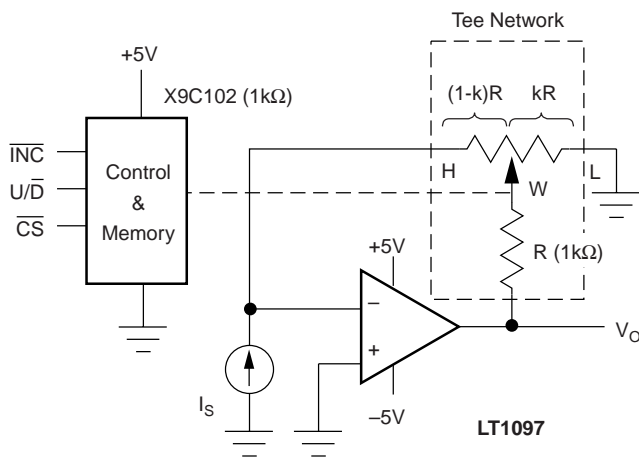 Tee Network
+5V
X9C102 (1kΩ)
(1-k)R
kR
INC
U/D
CS
Control
&
Memory
H
L
W
R (1kΩ)
+5V
–
+
V_O
I_S
–5V
LT1097